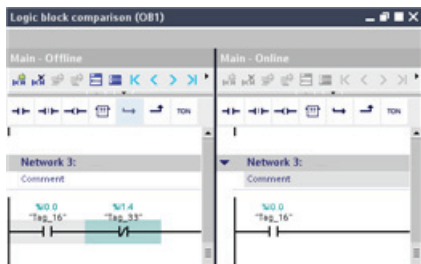 Logic block comparison (OB1)
Main - Offline
Main - Online
TON
TON
Network 3:
Comment
%I0.0
"Tag_16"
%I1.4
"Tag_33"
Network 3:
Comment
%I0.0
"Tag_16"